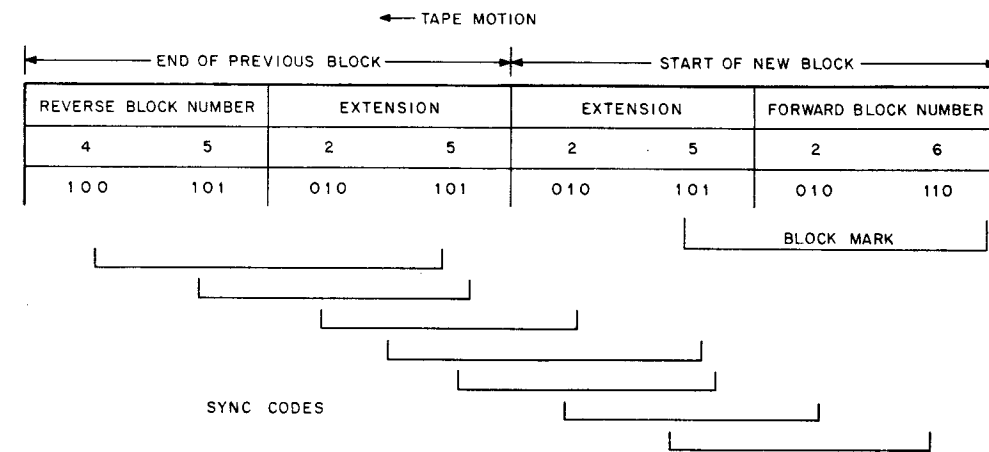 TAPE MOTION
END OF PREVIOUS BLOCK START OF NEW BLOCK
REVERSE BLOCK NUMBER EXTENSION EXTENSION FORWARD BLOCK NUMBER
4 5 2 5 2 5 2 6
100 101 010 101 010 101 010 110
BLOCK MARK
SYNC CODES